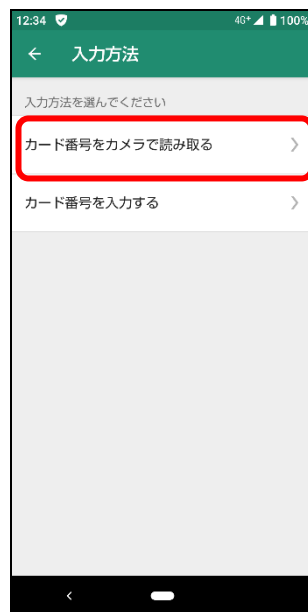 12:34 4G+ 100%
入力方法
入力方法を選んでください
カード番号をカメラで読み取る
カード番号を入力する